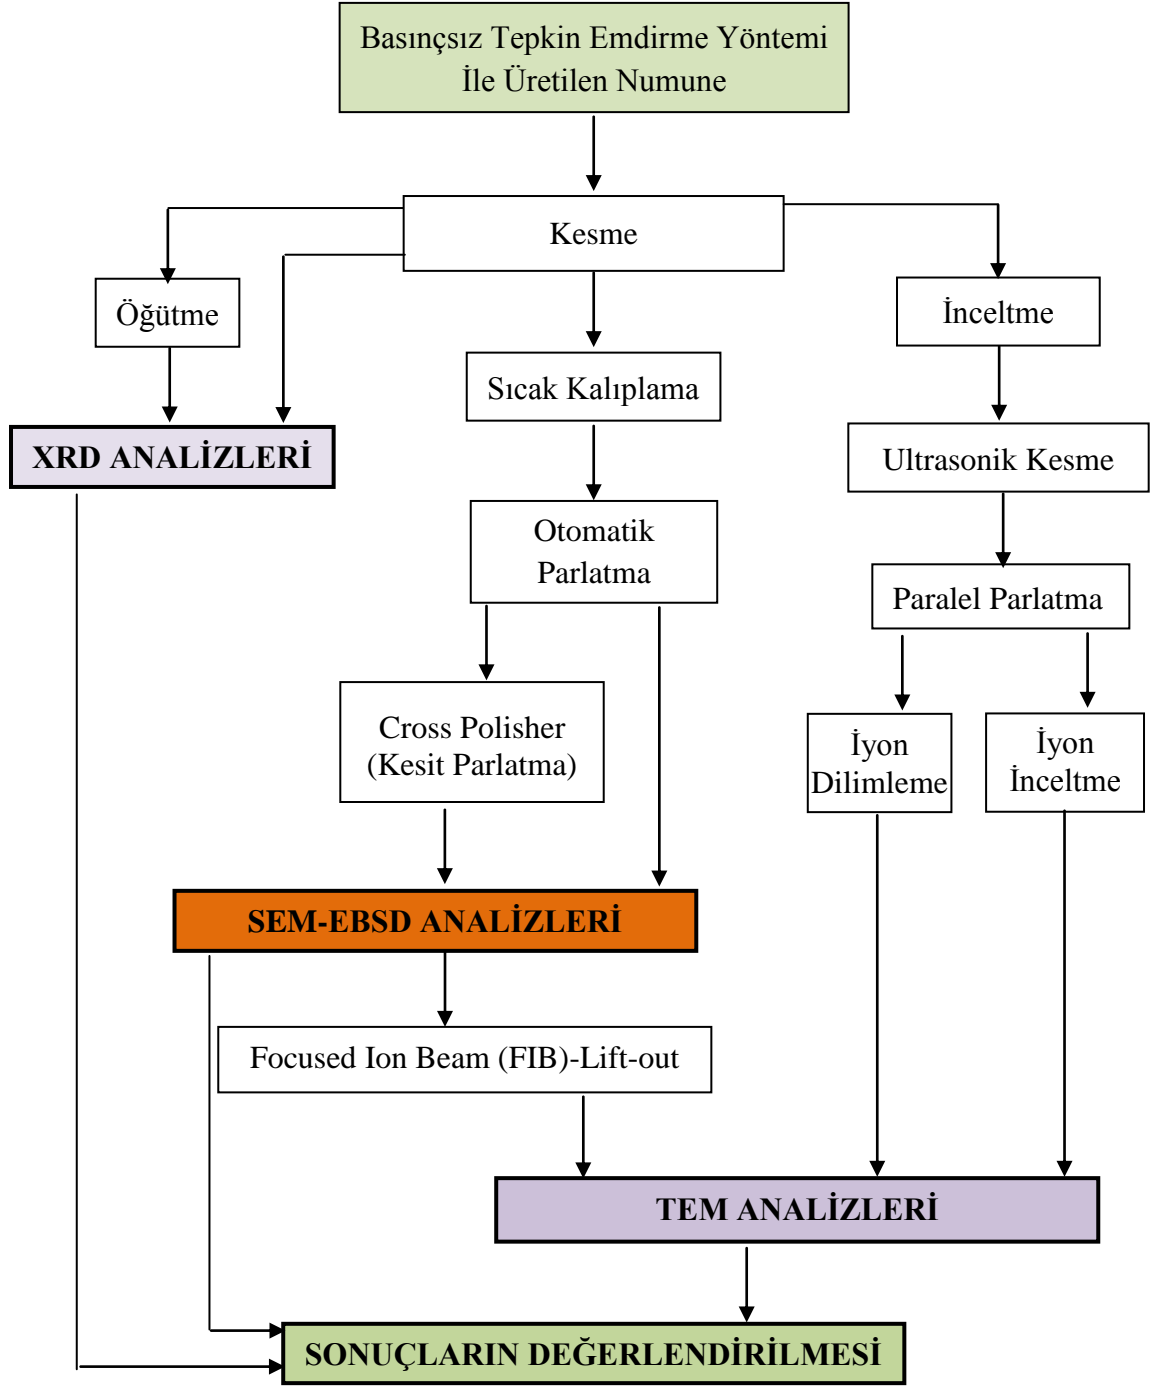 Basınçsız Tepkin Emdirme Yöntemi
İle Üretilen Numune
Kesme
Öğütme
İnceltme
Sıcak Kalıplama
XRD ANALİZLERİ
Ultrasonik Kesme
Otomatik
Parlatma
Paralel Parlatma
Cross Polisher
(Kesit Parlatma)
İyon
Dilimleme
İyon
İnceltme
SEM-EBSD ANALİZLERİ
Focused Ion Beam (FIB)-Lift-out
TEM ANALİZLERİ
SONUÇLARIN DEĞERLENDİRİLMESİ